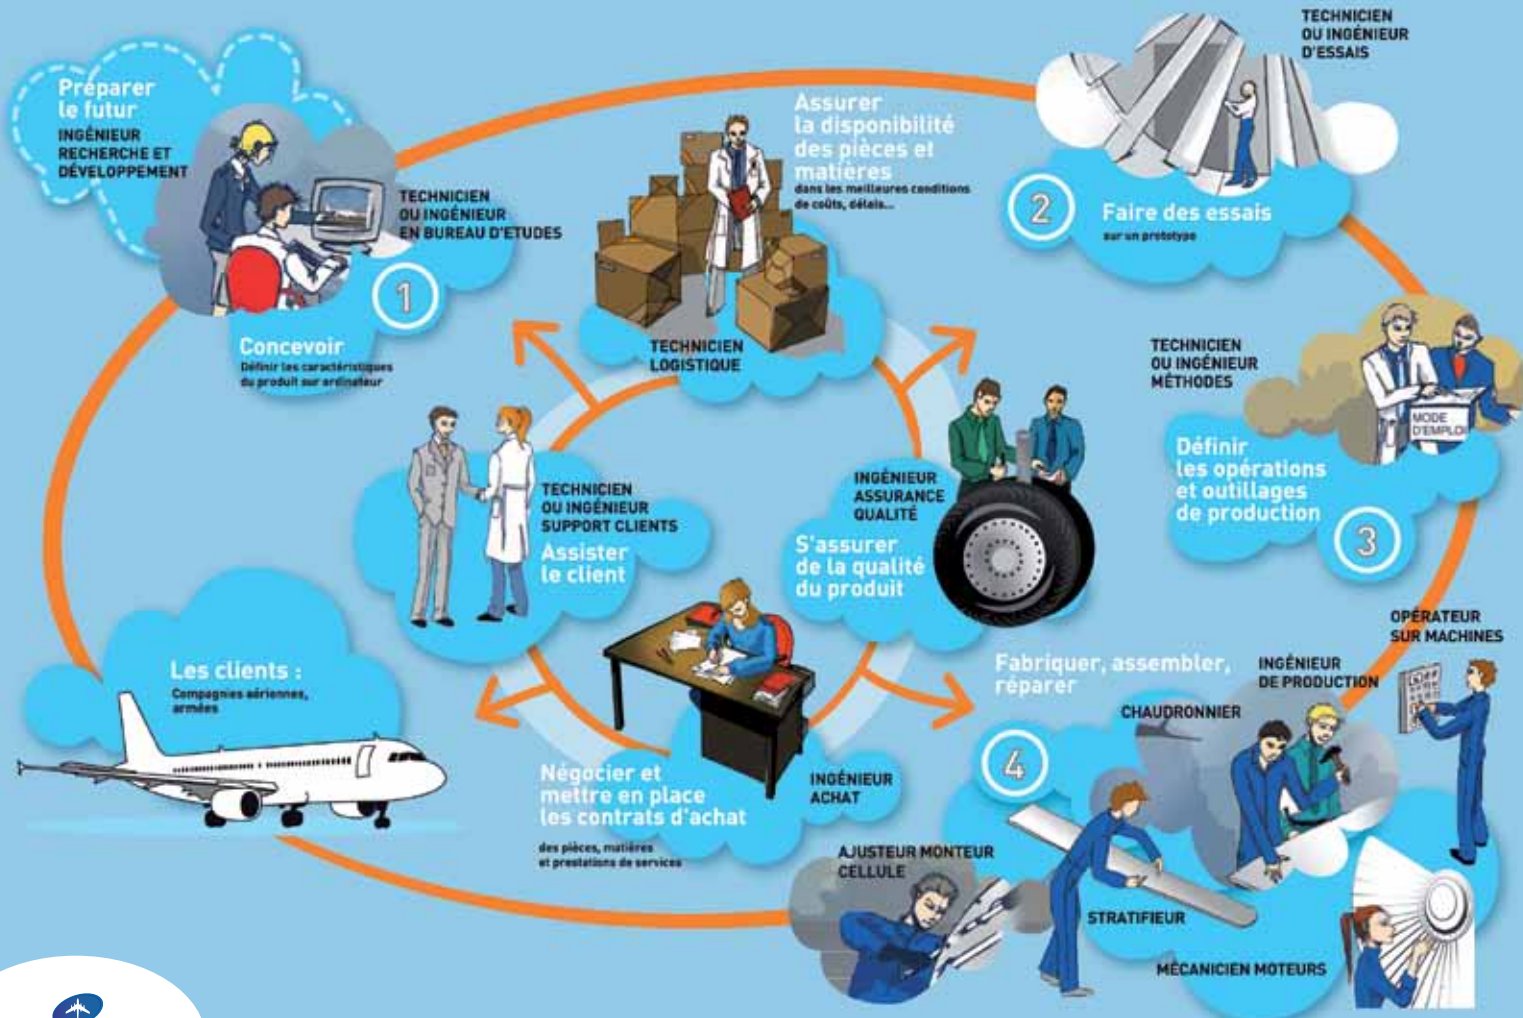 Préparer
le futur
INGÉNIEUR
RECHERCHE ET
DÉVELOPPEMENT
TECHNICIEN
OU INGÉNIEUR
EN BUREAU D'ETUDES
1
Concevoir
Définir les caractéristiques
du produit sur ordinateur
Assurer
la disponibilité
des pièces et
matières
dans les meilleures conditions
de coûts, délais...
TECHNICIEN
LOGISTIQUE
TECHNICIEN
OU INGÉNIEUR
D'ESSAIS
2
Faire des essais
sur un prototype
TECHNICIEN
OU INGÉNIEUR
MÉTHODES
MODE
D'EMPLOI
Définir
les opérations
et outillages
de production
3
TECHNICIEN
OU INGÉNIEUR
SUPPORT CLIENTS
Assister
le client
INGÉNIEUR
ASSURANCE
QUALITÉ
S'assurer
de la qualité
du produit
Les clients :
Compagnies aériennes,
armées
Négocier et
mettre en place
les contrats d'achat
des pièces, matières
et prestations de services
INGÉNIEUR
ACHAT
Fabriquer, assembler,
réparer
4
OPÉRATEUR
SUR MACHINES
INGÉNIEUR
DE PRODUCTION
CHAUDRONNIER
AJUSTEUR MONTEUR
CELLULE
STRATIFIEUR
MÉCANICIEN MOTEURS